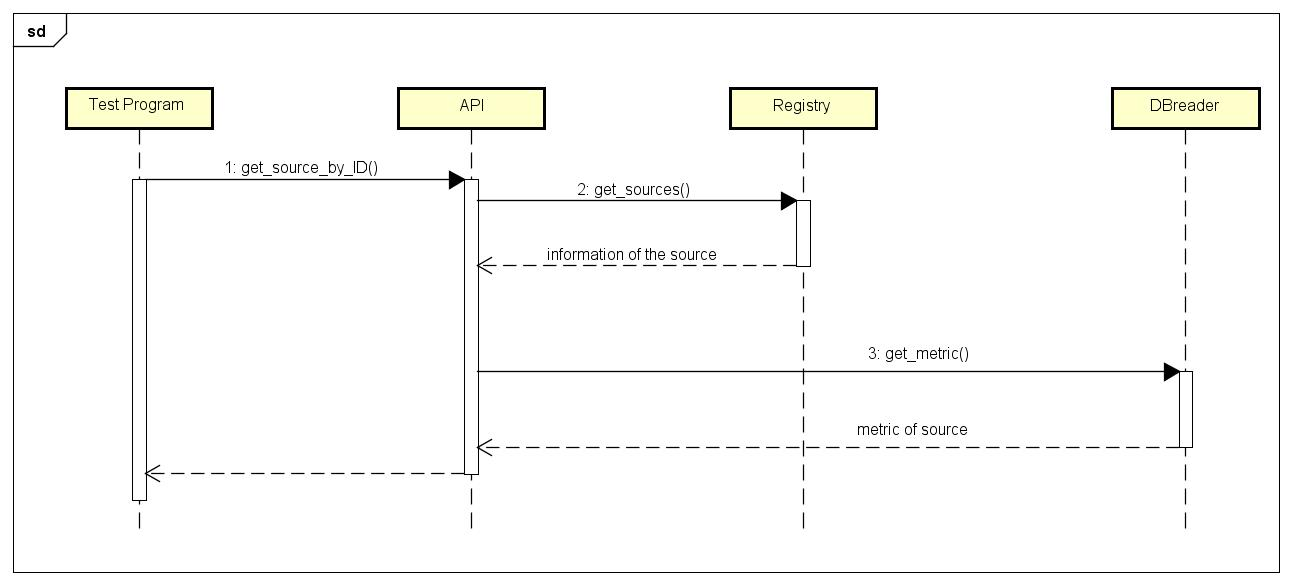 sd
Test Program
API
Registry
DBreader
1: get_source_by_ID()
2: get_sources()
information of the source
3: get_metric()
metric of source